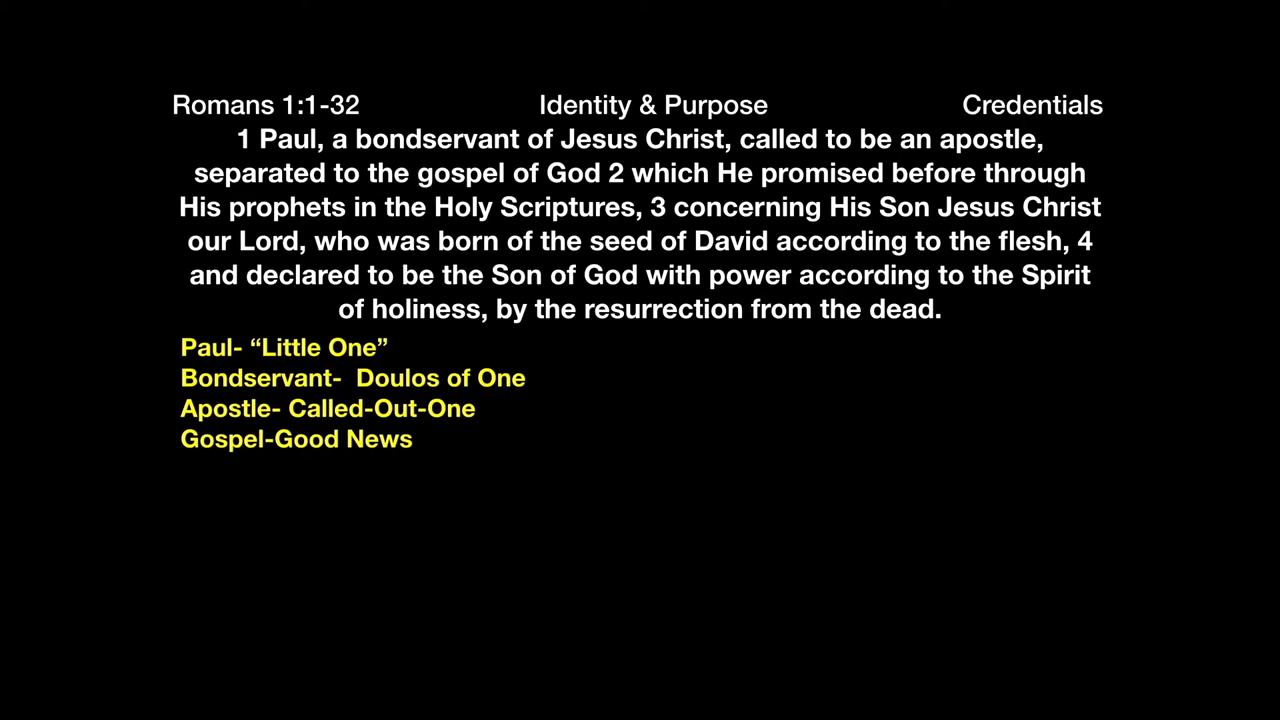 Romans 1:1-32 Identity & Purpose Credentials
1 Paul, a bondservant of Jesus Christ, called to be an apostle,
separated to the gospel of God 2 which He promised before through
His prophets in the Holy Scriptures, 3 concerning His Son Jesus Christ
our Lord, who was born of the seed of David according to the flesh, 4
and declared to be the Son of God with power according to the Spirit
of holiness, by the resurrection from the dead.
Paul- “Little One”
Bondservant-  Doulos of One
Apostle- Called-Out-One
Gospel-Good News